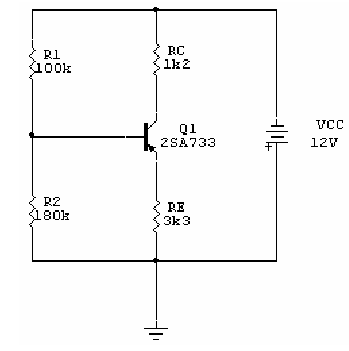 R1
100k
RC
1k2
Q1
2SA733
VCC
12V
+
R2
180k
RE
3k3